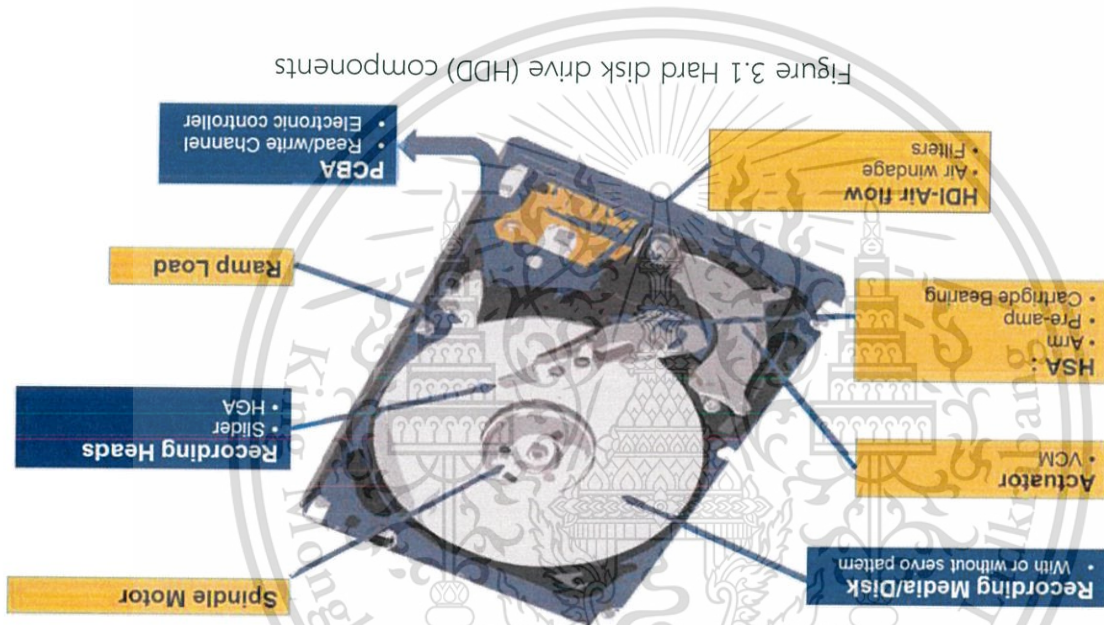 Recording Media/Disk
• With or without servo pattern
Spindle Motor
Actuator
• VCM
Recording Heads
• Slider
• HGA
HSA :
• Arm
• Pre-amp
• Cartrigde Bearing
Ramp Load
HDI-Air flow
• Air windage
• Filters
PCBA
• Read/write Channel
• Electronic controller
Figure 3.1 Hard disk drive (HDD) components
King